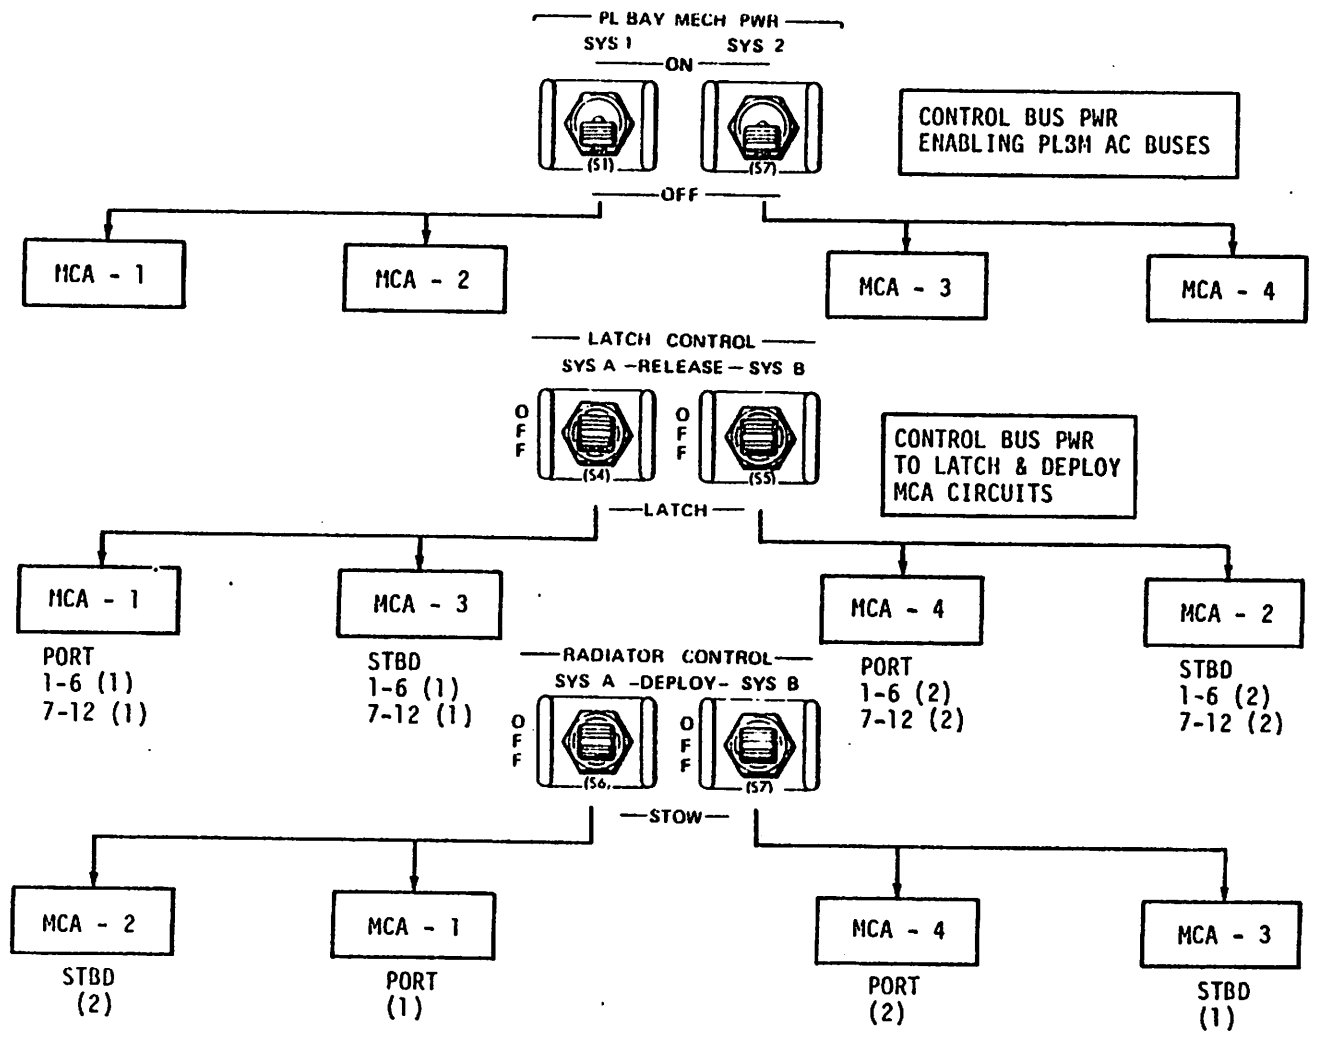 PL BAY MECH PWR
SYS 1 SYS 2
ON
(S1) (S7)
OFF
CONTROL BUS PWR
ENABLING PL3M AC BUSES
MCA - 1 MCA - 2 MCA - 3 MCA - 4
LATCH CONTROL
SYS A - RELEASE - SYS B
OFF OFF
(S4) (S5)
LATCH
CONTROL BUS PWR
TO LATCH & DEPLOY
MCA CIRCUITS
MCA - 1 MCA - 3 MCA - 4 MCA - 2
PORT
1-6 (1)
7-12 (1)
STBD
1-6 (1)
7-12 (1)
PORT
1-6 (2)
7-12 (2)
STBD
1-6 (2)
7-12 (2)
RADIATOR CONTROL
SYS A -DEPLOY- SYS B
OFF OFF
(S6, (S7)
STOW
MCA - 2 MCA - 1 MCA - 4 MCA - 3
STBD
(2)
PORT
(1)
PORT
(2)
STBD
(1)